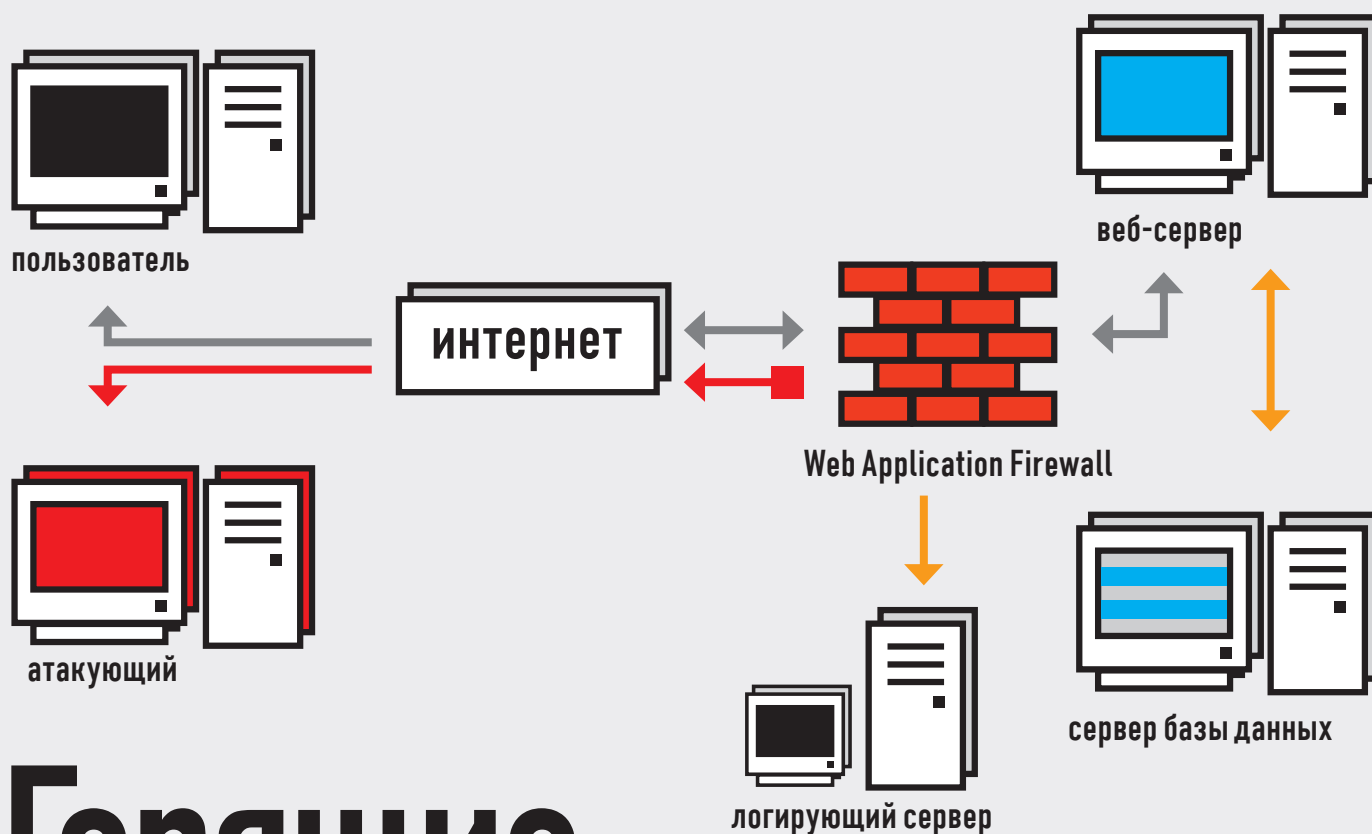 пользователь
веб-сервер
интернет
Web Application Firewall
атакующий
сервер базы данных
логирующий сервер